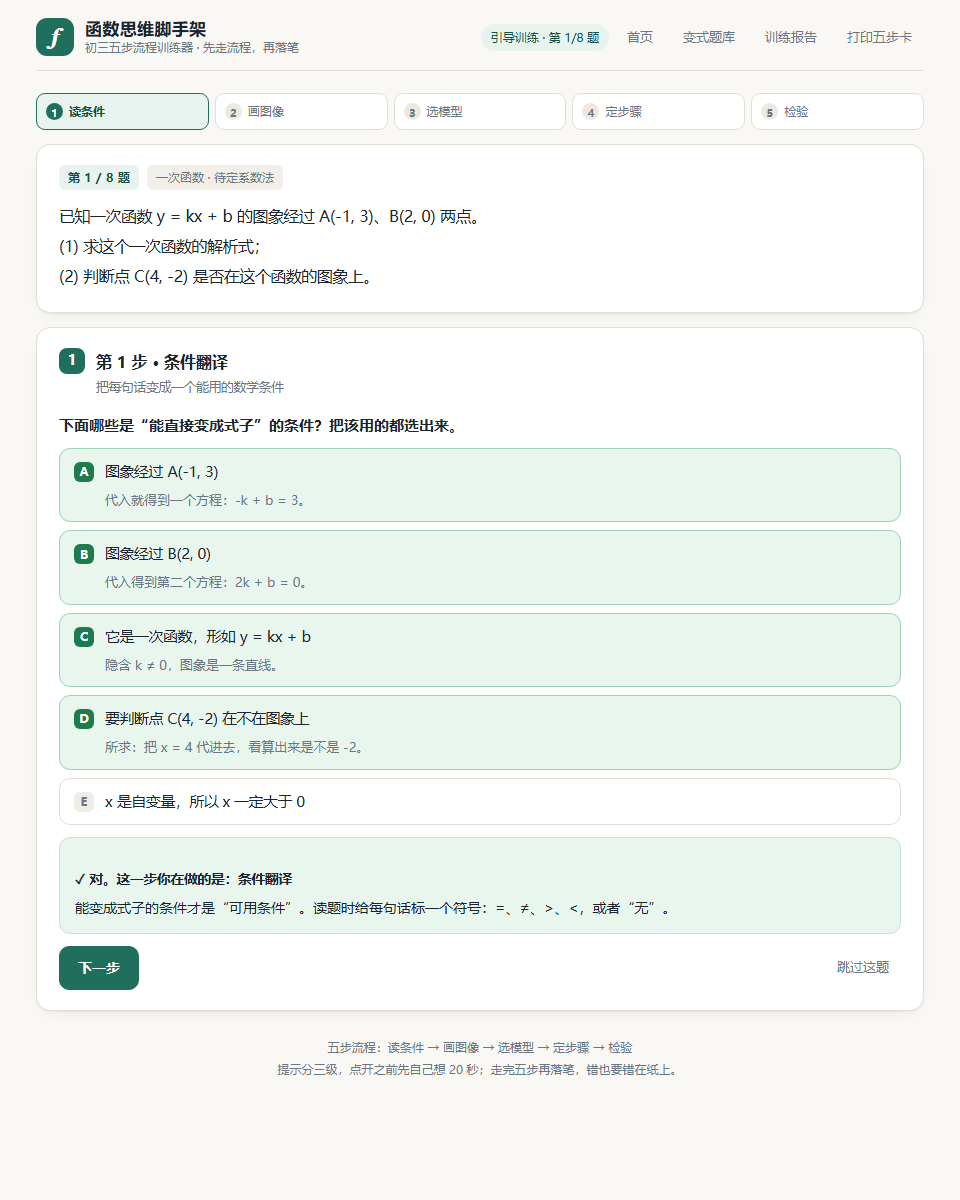 f
函数思维脚手架
初三五步流程训练器 · 先走流程，再落笔
引导训练 · 第 1/8 题
首页
变式题库
训练报告
打印五步卡
1 读条件
2 画图像
3 选模型
4 定步骤
5 检验
第 1 / 8 题
一次函数 · 待定系数法
已知一次函数 y = kx + b 的图象经过 A(-1, 3)、B(2, 0) 两点。
(1) 求这个一次函数的解析式；
(2) 判断点 C(4, -2) 是否在这个函数的图象上。
1 第 1 步 • 条件翻译
把每句话变成一个能用的数学条件
下面哪些是“能直接变成式子”的条件？把该用的都选出来。
A 图象经过 A(-1, 3)
代入就得到一个方程：-k + b = 3。
B 图象经过 B(2, 0)
代入得到第二个方程：2k + b = 0。
C 它是一次函数，形如 y = kx + b
隐含 k ≠ 0，图象是一条直线。
D 要判断点 C(4, -2) 在不在图象上
所求：把 x = 4 代进去，看算出来是不是 -2。
E x 是自变量，所以 x 一定大于 0
✓ 对。这一步你在做的是：条件翻译
能变成式子的条件才是“可用条件”。读题时给每句话标一个符号：=、≠、>、<，或者“无”。
下一步
跳过这题
五步流程：读条件 → 画图像 → 选模型 → 定步骤 → 检验
提示分三级，点开之前先自己想 20 秒；走完五步再落笔，错也要错在纸上。